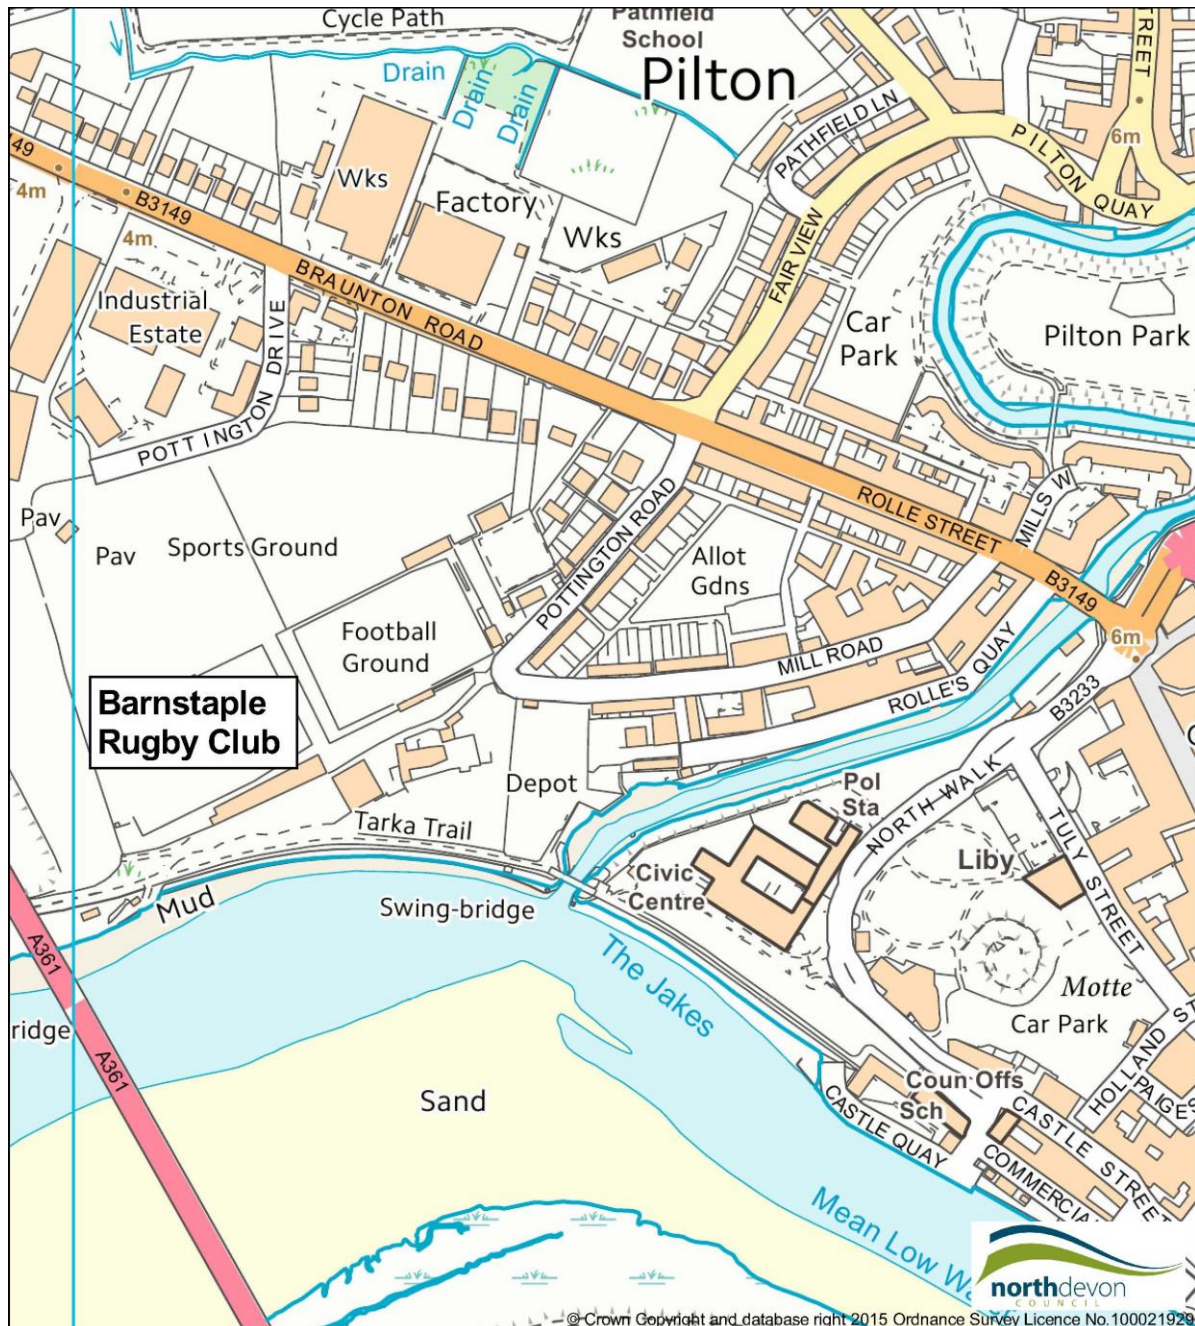 Cycle Path
Pathfield
School
Pilton
Drain
Drain
Drain
STREET
PATHFIELD LN
PILTON QUAY
6m
49
4m
B3149
4m
Wks
Factory
Wks
FAIR VIEW
BRAUNTON ROAD
Industrial
Estate
POTTINGTON DRIVE
Car
Park
Pilton Park
Pav
Pav
Sports Ground
POTTINGTON ROAD
Allot
Gdns
ROLLE STREET
MILLS W
B3149
6m
Football
Ground
MILL ROAD
ROLLE'S QUAY
B3233
Barnstaple
Rugby Club
Depot
Pol
Sta
NORTH WALK
TULY STREET
Tarka Trail
Liby
Civic
Centre
Mud
Swing-bridge
The Jakes
A361
ridge
A361
Motte
Car Park
HOLLAND ST
PAIGES
Sand
Coun Offs
Sch
CASTLE QUAY
CASTLE STREET
COMMERCIAL
Mean Low W
northdevon
COUNCIL
© Crown Copyright and database right 2015 Ordnance Survey Licence No.100021929